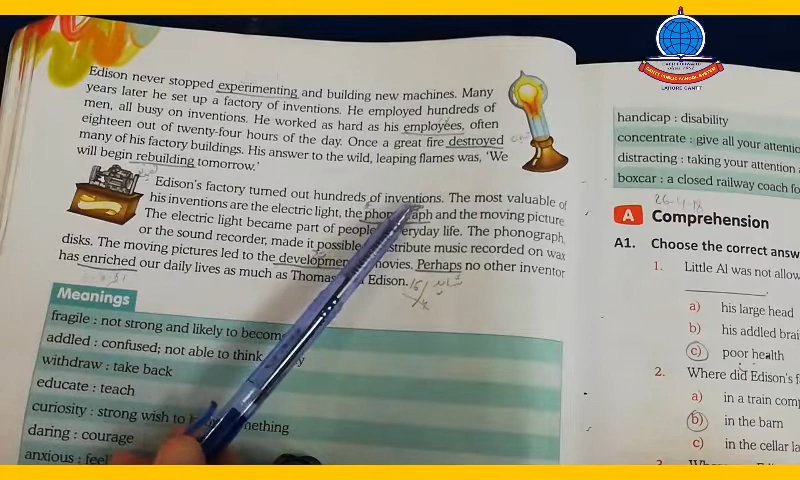 Edison never stopped experimenting and building new machines. Many
years later he set up a factory of inventions. He employed hundreds of
men, all busy on inventions. He worked as hard as his employees, often
eighteen out of twenty-four hours of the day. Once a great fire destroyed
many of his factory buildings. His answer to the wild, leaping flames was, 'We
will begin rebuilding tomorrow.'
Edison's factory turned out hundreds of inventions. The most valuable of
his inventions are the electric light, the phonograph and the moving picture.
The electric light became part of people's everyday life. The phonograph,
or the sound recorder, made it possible distribute music recorded on wax
disks. The moving pictures led to the development movies. Perhaps no other inventor
has enriched our daily lives as much as Thomas Edison.
شاید
Meanings
fragile : not strong and likely to
addled : confused; not able to think
withdraw : take back
educate : teach
curiosity : strong wish to something
daring : courage
anxious :
LAHORE CANTT
handicap : disability
concentrate : give all your
distracting : taking your attention
boxcar : a closed railway coach
26-4-18
A Comprehension
A1. Choose the correct
1. Little Al was not
a) his large head
b) his addled
c) poor health
2. Where did Edison's
a) in a train
b) in the barn
c) in the cellar